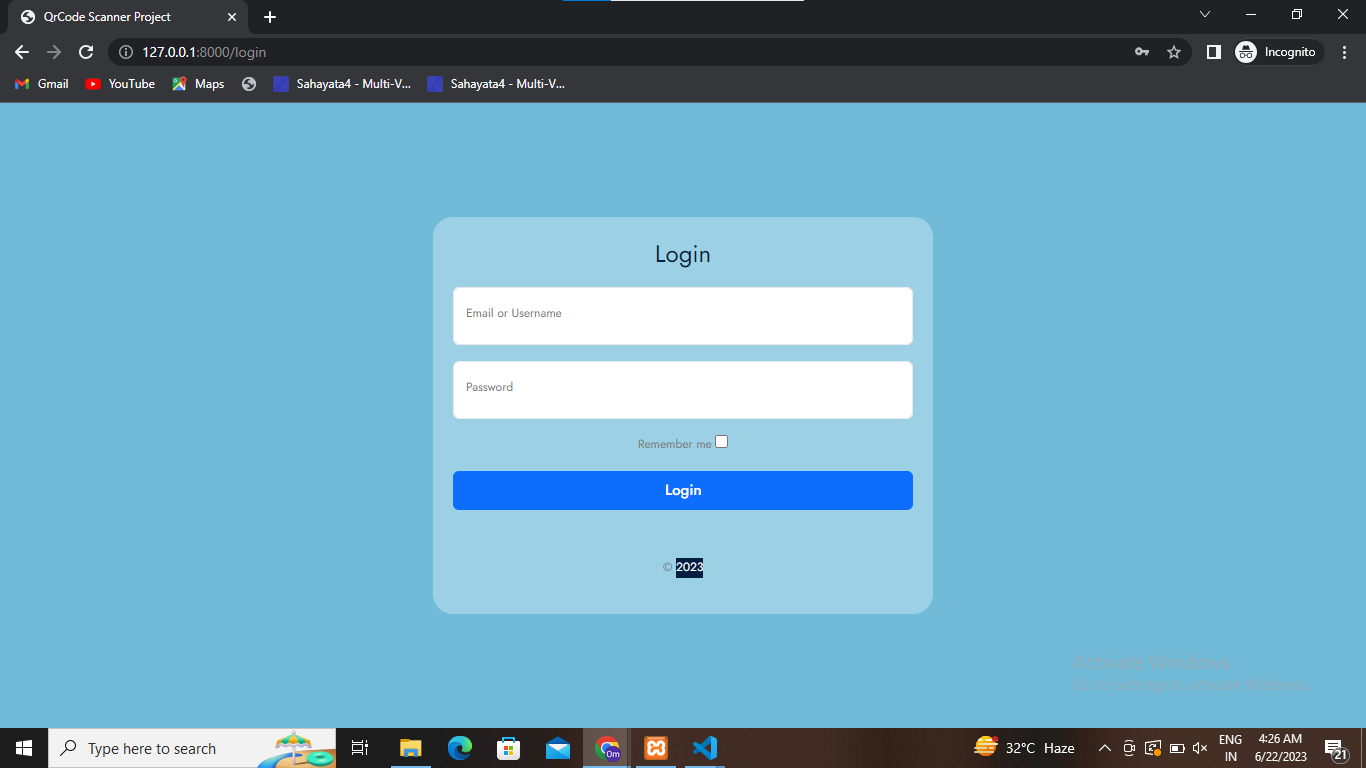 QrCode Scanner Project
127.0.0.1:8000/login
Incognito
Gmail
YouTube
Maps
Sahayata4 - Multi-V...
Sahayata4 - Multi-V...
Login
Email or Username
Password
Remember me
Login
© 2023
Activate Windows
Go to Settings to activate Windows.
Type here to search
Om
32°C Haze
ENG
IN
4:26 AM
6/22/2023
21